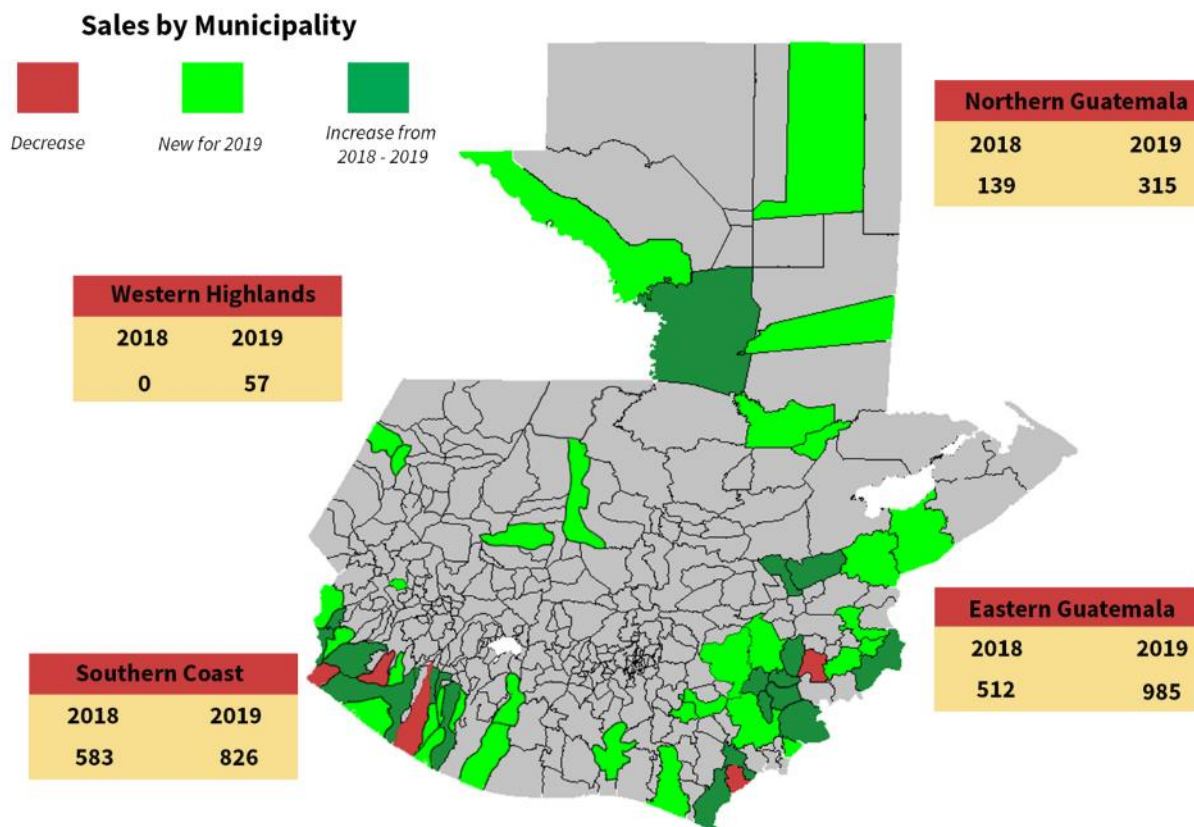 Sales by Municipality
Decrease
New for 2019
Increase from
2018 - 2019
Northern Guatemala
2018 2019
139 315
Western Highlands
2018 2019
0 57
Eastern Guatemala
2018 2019
512 985
Southern Coast
2018 2019
583 826